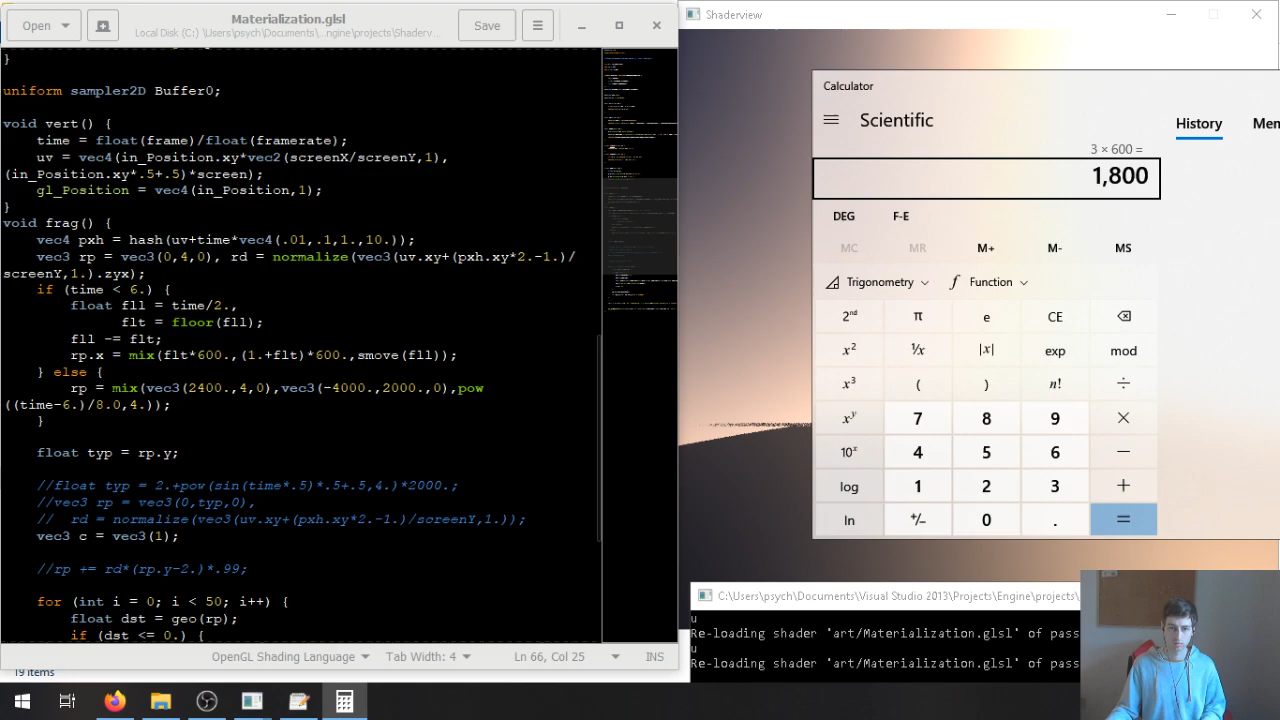 Open
Materialization.glsl
Local Disk (C:) \Users\psych\Documents\...ngine\projects\Shaderv...
Save
}
uniform sampler2D Buffer0;
void vert() {
time = float(frame)/float(framerate);
uv = vec4(in_Position.xy*vec2(screenX/screenY,1),
(in_Position.xy*.5+.5)*screen);
gl_Position = vec4(in_Position,1);
}
void frag() {
vec4 pxh = hash(uv+time*vec4(.01,.1,1.,10.));
vec3 rp = vec3(0,4,0), rd = normalize(vec3(uv.xy+(pxh.xy*2.-1.)/
screenY,1.).zyx);
if (time < 6.) {
float fll = time/2.,
flt = floor(fll);
fll -= flt;
rp.x = mix(flt*600.,(1.+flt)*600.,smove(fll));
} else {
rp = mix(vec3(2400.,4,0),vec3(-4000.,2000.,0),pow
((time-6.)/8.0,4.));
}
float typ = rp.y;
//float typ = 2.+pow(sin(time*.5)*.5+.5,4.)*2000.;
//vec3 rp = vec3(0,typ,0),
//  rd = normalize(vec3(uv.xy+(pxh.xy*2.-1.)/screenY,1.));
vec3 c = vec3(1);
//rp += rd*(rp.y-2.)*.99;
for (int i = 0; i < 50; i++) {
float dst = geo(rp);
if (dst <= 0.) {
OpenGL Shading Language
Tab Width: 4
Ln 66, Col 25
INS
19 items
Shaderview
Calculator
Scientific
History
Mem
3 × 600 =
1,800
DEG
F-E
MC
MR
M+
M-
MS
Trigonometry
f Function
2nd
π
e
CE
x2
⅟x
|x|
exp
mod
x3
(
)
n!
÷
xy
7
8
9
×
10x
4
5
6
−
log
1
2
3
+
ln
+/−
0
.
=
C:\Users\psych\Documents\Visual Studio 2013\Projects\Engine\projects\
u
Re-loading shader 'art/Materialization.glsl' of pass
u
Re-loading shader 'art/Materialization.glsl' of pass